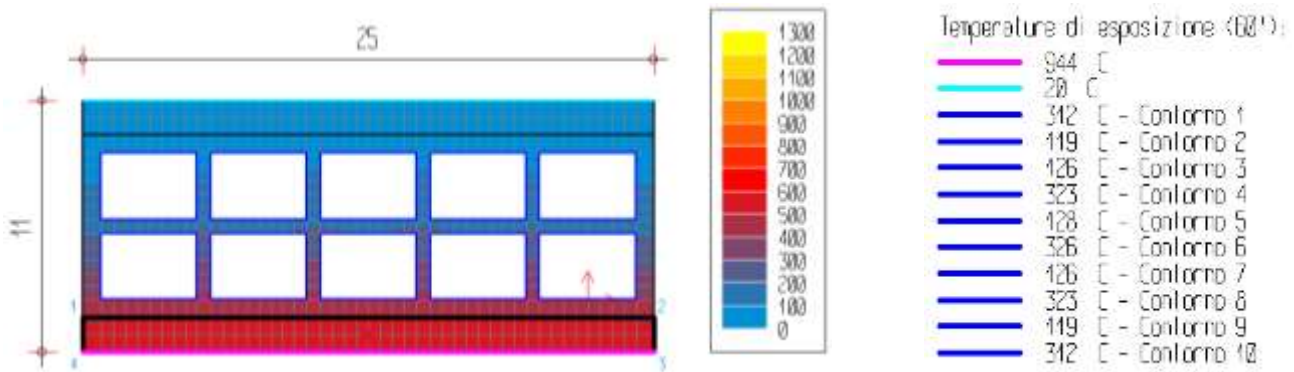 25
11
1
2
3
4
1300
1200
1100
1000
900
800
700
600
500
400
300
200
100
0
Temperature di esposizione (60'):
944 C
20 C
312 C - Contorno 1
119 C - Contorno 2
126 C - Contorno 3
323 C - Contorno 4
128 C - Contorno 5
326 C - Contorno 6
126 C - Contorno 7
323 C - Contorno 8
119 C - Contorno 9
312 C - Contorno 10